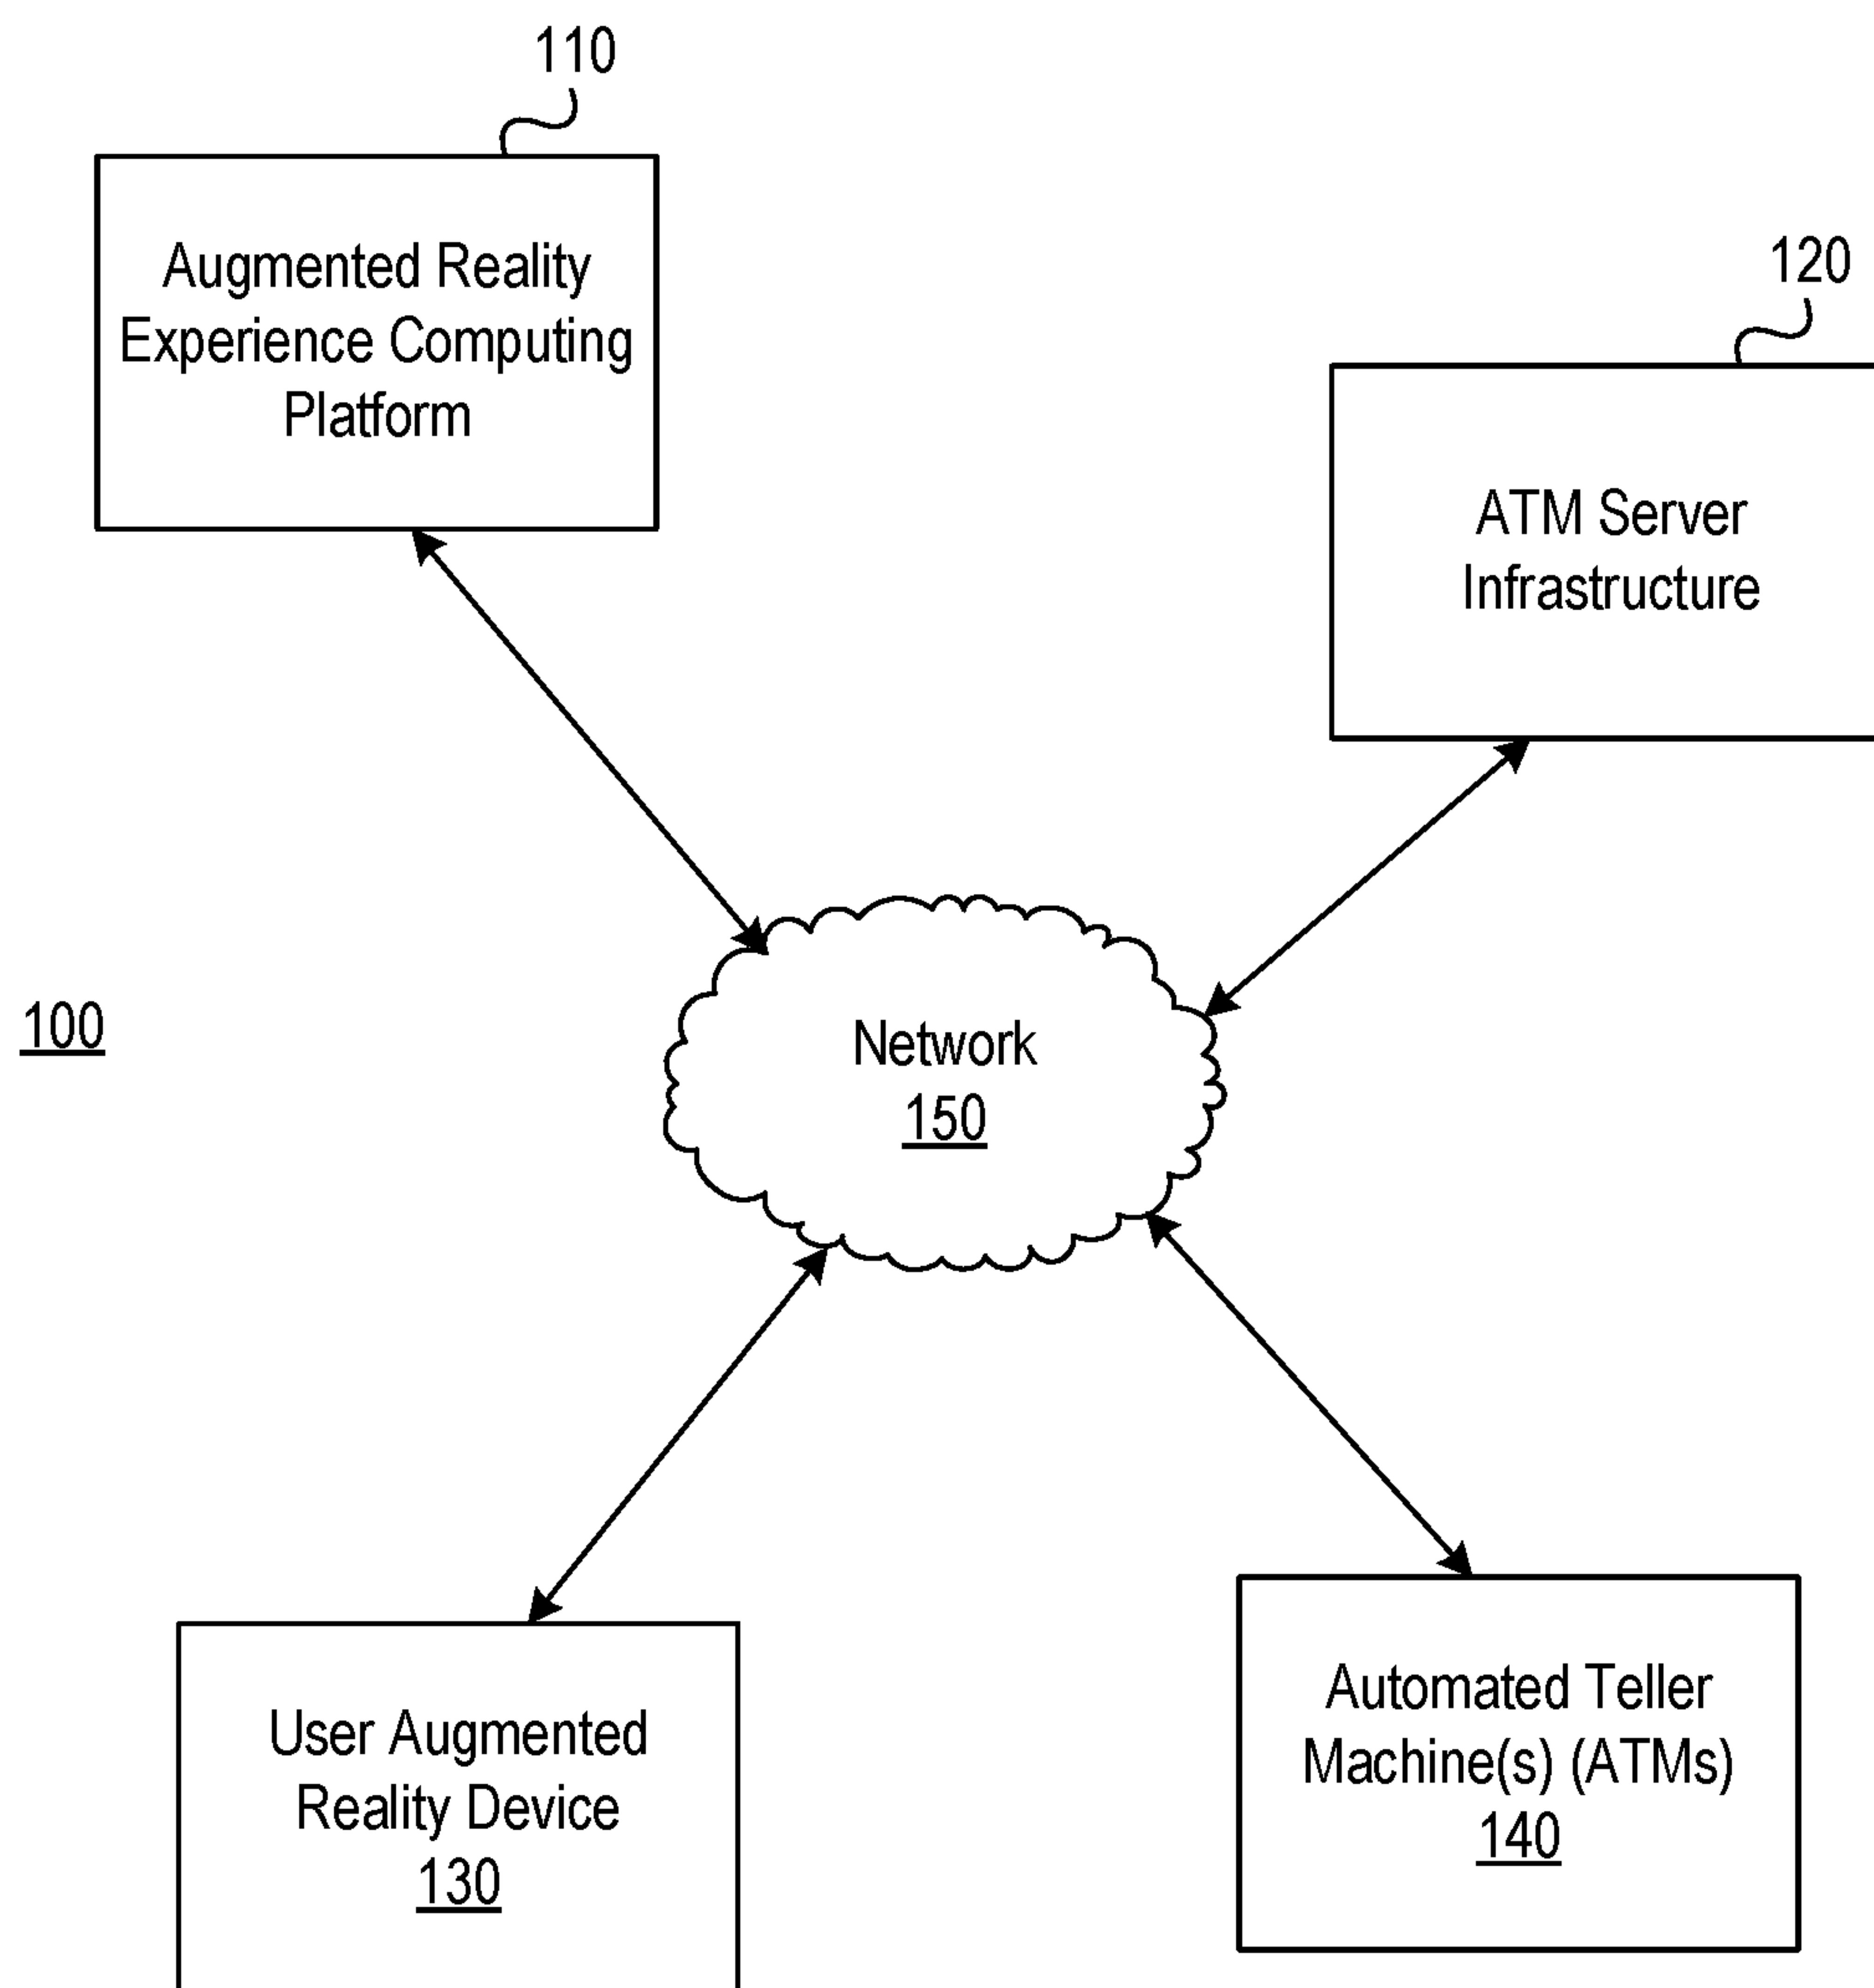 110
Augmented Reality
Experience Computing
Platform
120
ATM Server
Infrastructure
100
Network
150
User Augmented
Reality Device
130
Automated Teller
Machine(s) (ATMs)
140